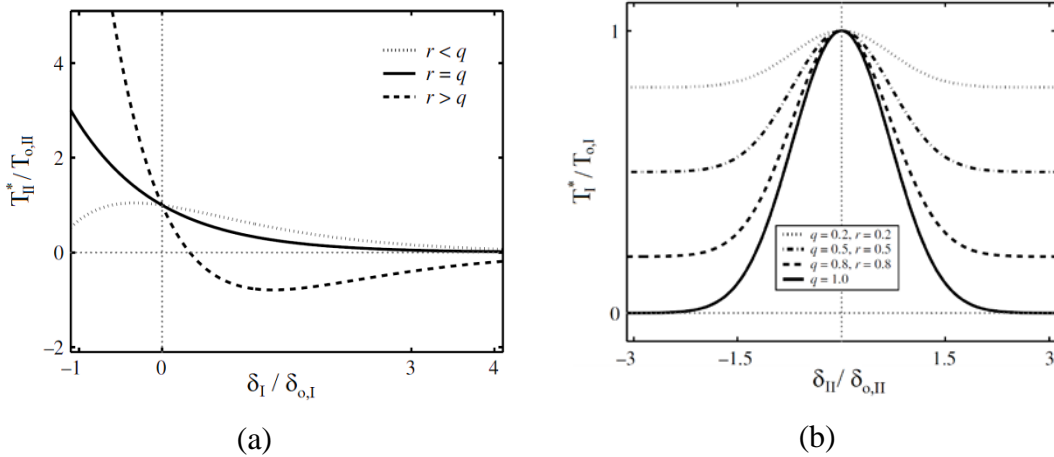 4
2
0
−2
T*II / To,II
r < q
r = q
r > q
−1
0
3
4
δI / δo,I
(a)
1
0
T*I / To,I
q = 0.2, r = 0.2
q = 0.5, r = 0.5
q = 0.8, r = 0.8
q = 1.0
−3
−1.5
0
1.5
3
δII / δo,II
(b)